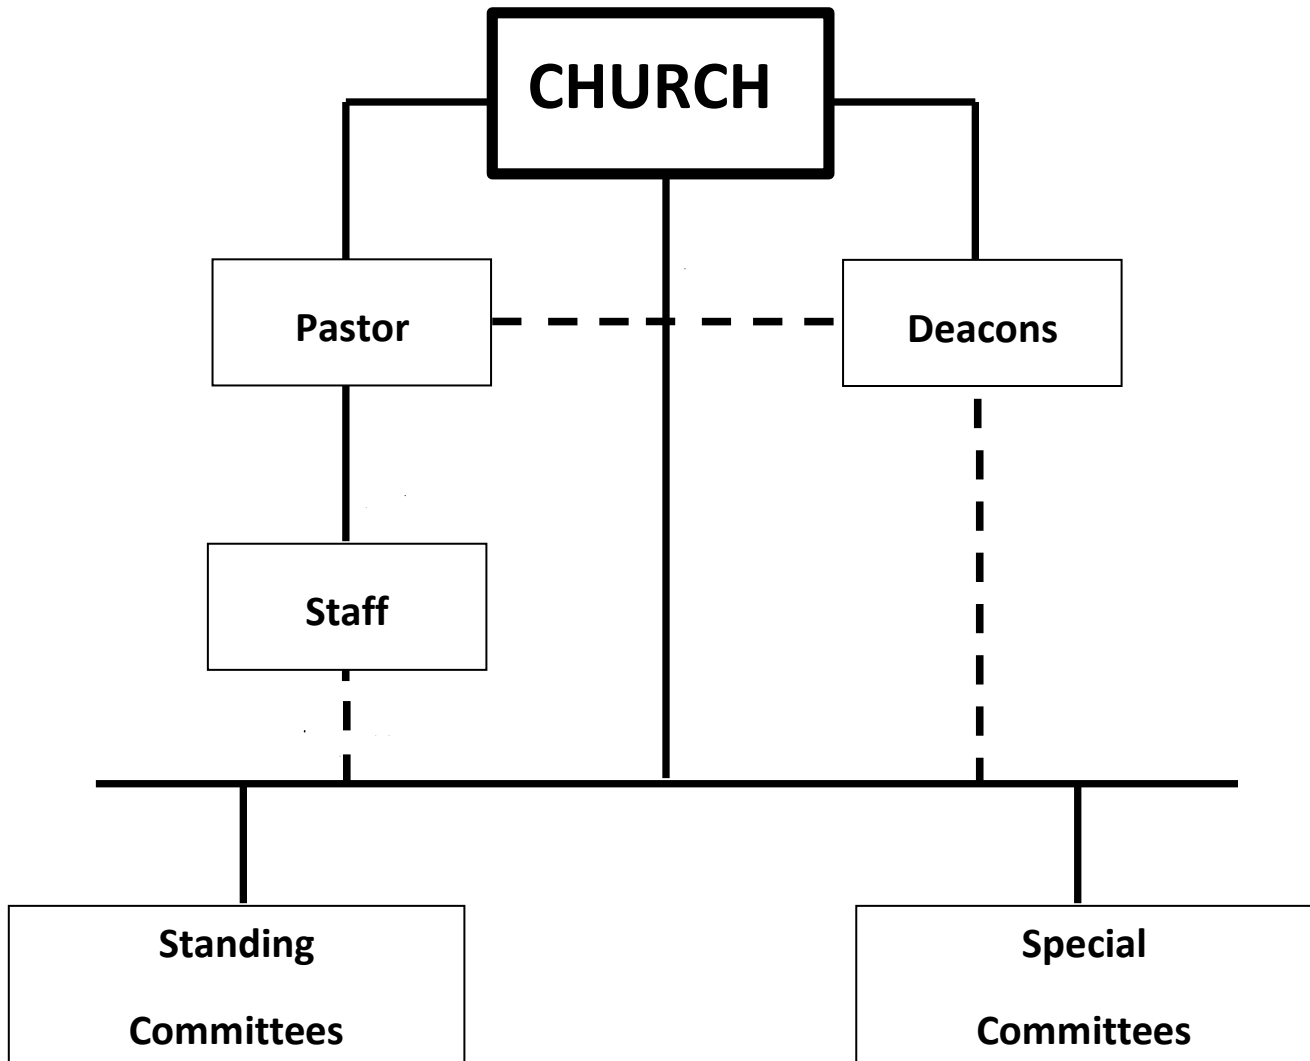 CHURCH
Pastor
Deacons
Staff
Standing
Committees
Special
Committees